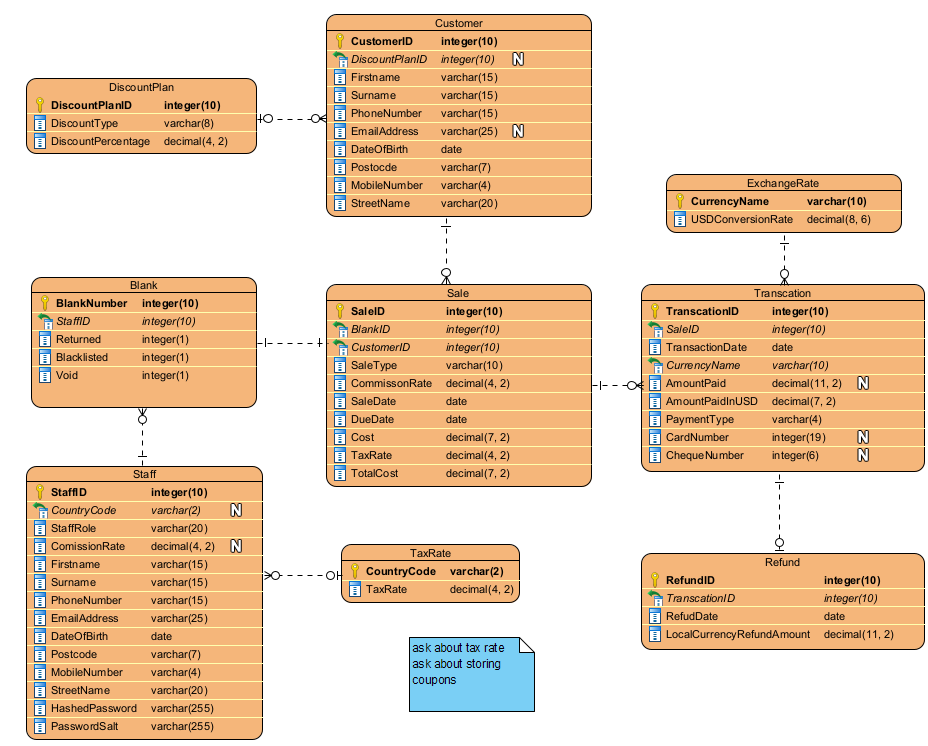 Customer
CustomerID integer(10)
DiscountPlanID integer(10) N
Firstname varchar(15)
Surname varchar(15)
PhoneNumber varchar(15)
EmailAddress varchar(25) N
DateOfBirth date
Postocde varchar(7)
MobileNumber varchar(4)
StreetName varchar(20)
DiscountPlan
DiscountPlanID integer(10)
DiscountType varchar(8)
DiscountPercentage decimal(4, 2)
ExchangeRate
CurrencyName varchar(10)
USDConversionRate decimal(8, 6)
Blank
BlankNumber integer(10)
StaffID integer(10)
Returned integer(1)
Blacklisted integer(1)
Void integer(1)
Sale
SaleID integer(10)
BlankID integer(10)
CustomerID integer(10)
SaleType varchar(10)
CommissonRate decimal(4, 2)
SaleDate date
DueDate date
Cost decimal(7, 2)
TaxRate decimal(4, 2)
TotalCost decimal(7, 2)
Transcation
TranscationID integer(10)
SaleID integer(10)
TransactionDate date
CurrencyName varchar(10)
AmountPaid decimal(11, 2) N
AmountPaidInUSD decimal(7, 2)
PaymentType varchar(4)
CardNumber integer(19) N
ChequeNumber integer(6) N
Staff
StaffID integer(10)
CountryCode varchar(2) N
StaffRole varchar(20)
ComissionRate decimal(4, 2) N
Firstname varchar(15)
Surname varchar(15)
PhoneNumber varchar(15)
EmailAddress varchar(25)
DateOfBirth date
Postcode varchar(7)
MobileNumber varchar(4)
StreetName varchar(20)
HashedPassword varchar(255)
PasswordSalt varchar(255)
TaxRate
CountryCode varchar(2)
TaxRate decimal(4, 2)
Refund
RefundID integer(10)
TranscationID integer(10)
RefudDate date
LocalCurrencyRefundAmount decimal(11, 2)
ask about tax rate
ask about storing
coupons